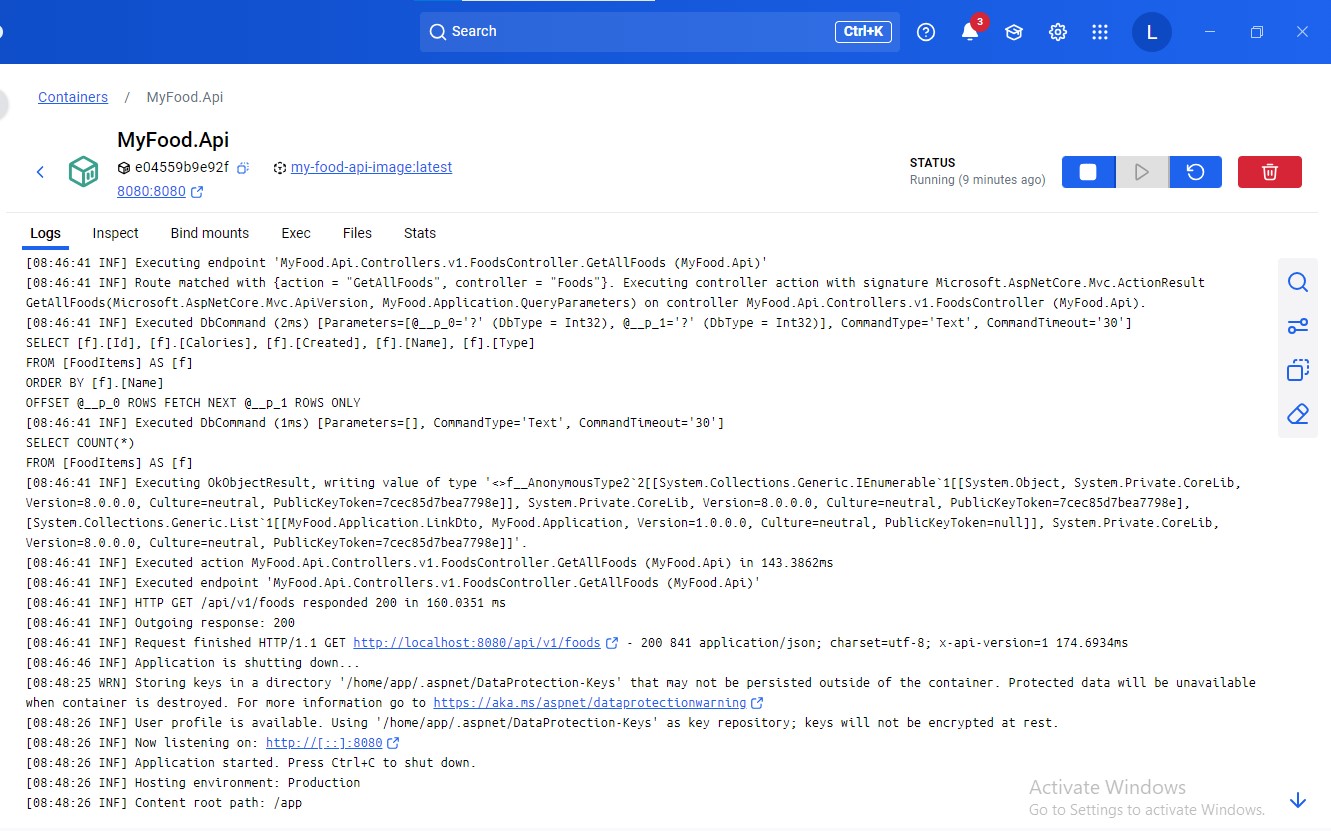 Search
Ctrl+K
3
L
Containers / MyFood.Api
MyFood.Api
e04559b9e92f
my-food-api-image:latest
8080:8080
STATUS
Running (9 minutes ago)
Logs Inspect Bind mounts Exec Files Stats
[08:46:41 INF] Executing endpoint 'MyFood.Api.Controllers.v1.FoodsController.GetAllFoods (MyFood.Api)'
[08:46:41 INF] Route matched with {action = "GetAllFoods", controller = "Foods"}. Executing controller action with signature Microsoft.AspNetCore.Mvc.ActionResult
GetAllFoods(Microsoft.AspNetCore.Mvc.ApiVersion, MyFood.Application.QueryParameters) on controller MyFood.Api.Controllers.v1.FoodsController (MyFood.Api).
[08:46:41 INF] Executed DbCommand (2ms) [Parameters=[@__p_0='?' (DbType = Int32), @__p_1='?' (DbType = Int32)], CommandType='Text', CommandTimeout='30']
SELECT [f].[Id], [f].[Calories], [f].[Created], [f].[Name], [f].[Type]
FROM [FoodItems] AS [f]
ORDER BY [f].[Name]
OFFSET @__p_0 ROWS FETCH NEXT @__p_1 ROWS ONLY
[08:46:41 INF] Executed DbCommand (1ms) [Parameters=[], CommandType='Text', CommandTimeout='30']
SELECT COUNT(*)
FROM [FoodItems] AS [f]
[08:46:41 INF] Executing OkObjectResult, writing value of type '<>f__AnonymousType2`2[[System.Collections.Generic.IEnumerable`1[[System.Object, System.Private.CoreLib,
Version=8.0.0.0, Culture=neutral, PublicKeyToken=7cec85d7bea7798e]], System.Private.CoreLib, Version=8.0.0.0, Culture=neutral, PublicKeyToken=7cec85d7bea7798e],
[System.Collections.Generic.List`1[[MyFood.Application.LinkDto, MyFood.Application, Version=1.0.0.0, Culture=neutral, PublicKeyToken=null]], System.Private.CoreLib,
Version=8.0.0.0, Culture=neutral, PublicKeyToken=7cec85d7bea7798e]]'.
[08:46:41 INF] Executed action MyFood.Api.Controllers.v1.FoodsController.GetAllFoods (MyFood.Api) in 143.3862ms
[08:46:41 INF] Executed endpoint 'MyFood.Api.Controllers.v1.FoodsController.GetAllFoods (MyFood.Api)'
[08:46:41 INF] HTTP GET /api/v1/foods responded 200 in 160.0351 ms
[08:46:41 INF] Outgoing response: 200
[08:46:41 INF] Request finished HTTP/1.1 GET http://localhost:8080/api/v1/foods - 200 841 application/json; charset=utf-8; x-api-version=1 174.6934ms
[08:46:46 INF] Application is shutting down...
[08:48:25 WRN] Storing keys in a directory '/home/app/.aspnet/DataProtection-Keys' that may not be persisted outside of the container. Protected data will be unavailable
when container is destroyed. For more information go to https://aka.ms/aspnet/dataprotectionwarning
[08:48:26 INF] User profile is available. Using '/home/app/.aspnet/DataProtection-Keys' as key repository; keys will not be encrypted at rest.
[08:48:26 INF] Now listening on: http://[::]:8080
[08:48:26 INF] Application started. Press Ctrl+C to shut down.
[08:48:26 INF] Hosting environment: Production
[08:48:26 INF] Content root path: /app
Activate Windows
Go to Settings to activate Windows.